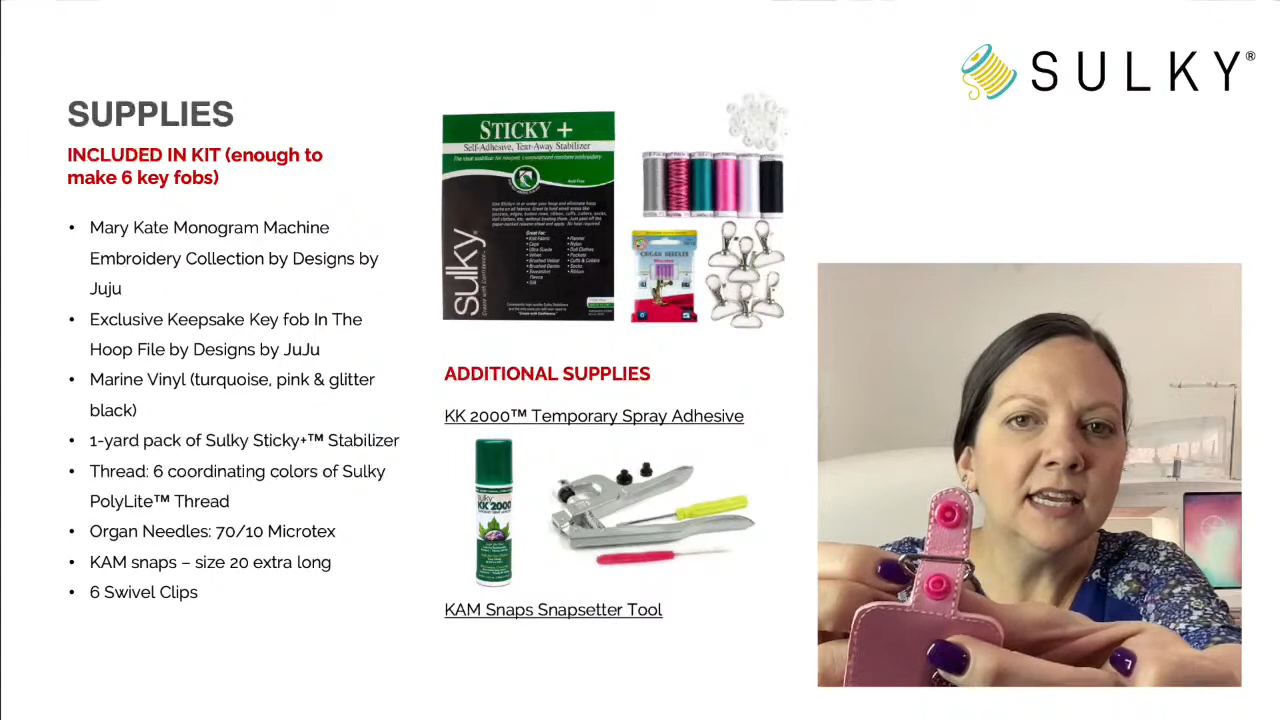 SULKY®
SUPPLIES
INCLUDED IN KIT (enough to
make 6 key fobs)
• Mary Kate Monogram Machine
Embroidery Collection by Designs by
Juju
• Exclusive Keepsake Key fob In The
Hoop File by Designs by JuJu
• Marine Vinyl (turquoise, pink & glitter
black)
• 1-yard pack of Sulky Sticky+™ Stabilizer
• Thread: 6 coordinating colors of Sulky
PolyLite™ Thread
• Organ Needles: 70/10 Microtex
• KAM snaps – size 20 extra long
• 6 Swivel Clips
STICKY +
Self-Adhesive, Tear-Away Stabilizer
sulky
Great For:
ORGAN NEEDLES
ADDITIONAL SUPPLIES
KK 2000™ Temporary Spray Adhesive
sulky
KK 2000
KAM Snaps Snapsetter Tool